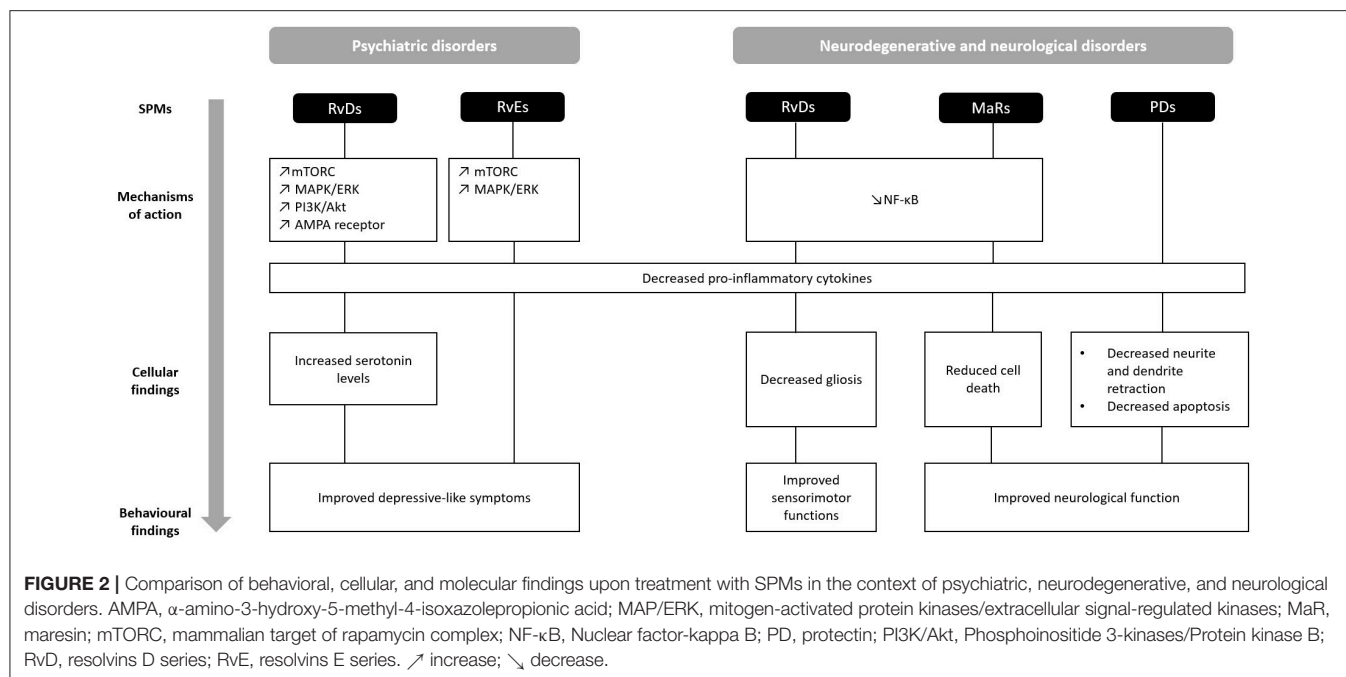 Psychiatric disorders
Neurodegenerative and neurological disorders
SPMs
RvDs
RvEs
RvDs
MaRs
PDs
Mechanisms
of action
↗mTORC
↗ MAPK/ERK
↗ PI3K/Akt
↗ AMPA receptor
↗ mTORC
↗ MAPK/ERK
↘NF-κB
Decreased pro-inflammatory cytokines
Cellular
findings
Increased serotonin
levels
Decreased gliosis
Reduced cell
death
• Decreased neurite
and dendrite
retraction
• Decreased apoptosis
Behavioural
findings
Improved depressive-like symptoms
Improved
sensorimotor
functions
Improved neurological function
FIGURE 2 | Comparison of behavioral, cellular, and molecular findings upon treatment with SPMs in the context of psychiatric, neurodegenerative, and neurological
disorders. AMPA, α-amino-3-hydroxy-5-methyl-4-isoxazolepropionic acid; MAP/ERK, mitogen-activated protein kinases/extracellular signal-regulated kinases; MaR,
maresin; mTORC, mammalian target of rapamycin complex; NF-κB, Nuclear factor-kappa B; PD, protectin; PI3K/Akt, Phosphoinositide 3-kinases/Protein kinase B;
RvD, resolvins D series; RvE, resolvins E series. ↗ increase; ↘ decrease.